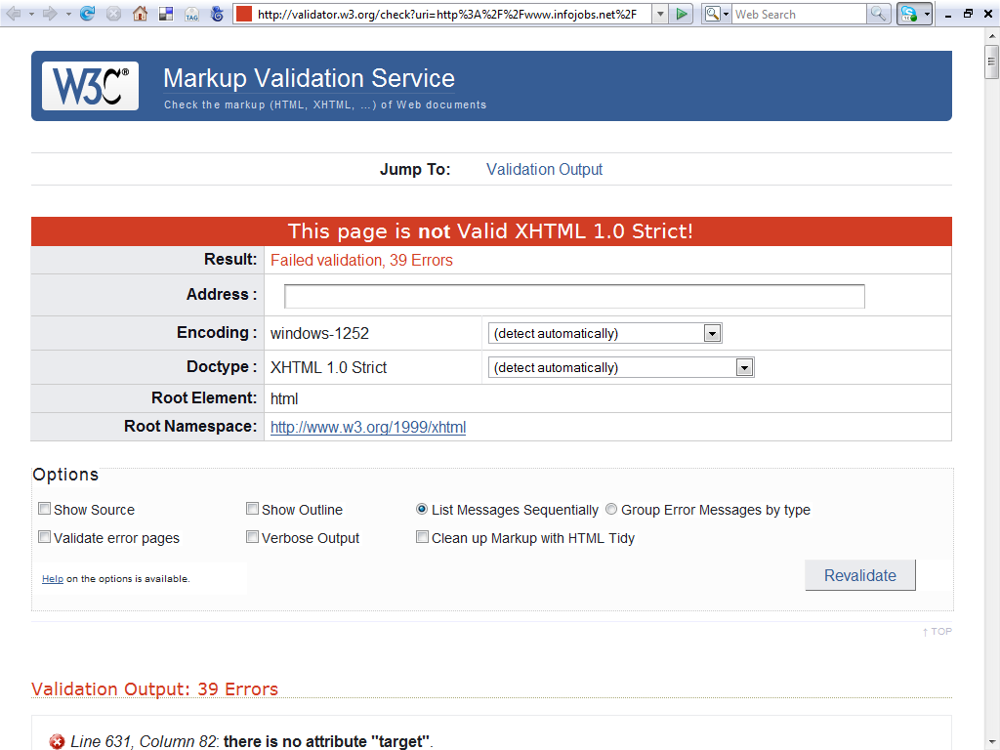 TAG
http://validator.w3.org/check?uri=http%3A%2F%2Fwww.infojobs.net%2F
Web Search
W3C®
Markup Validation Service
Check the markup (HTML, XHTML, ...) of Web documents
Jump To: Validation Output
This page is not Valid XHTML 1.0 Strict!
Result: Failed validation, 39 Errors
Address :
Encoding : windows-1252 (detect automatically)
Doctype : XHTML 1.0 Strict (detect automatically)
Root Element: html
Root Namespace: http://www.w3.org/1999/xhtml
Options
Show Source Show Outline List Messages Sequentially Group Error Messages by type
Validate error pages Verbose Output Clean up Markup with HTML Tidy
Help on the options is available.
Revalidate
↑ TOP
Validation Output: 39 Errors
Line 631, Column 82: there is no attribute "target".